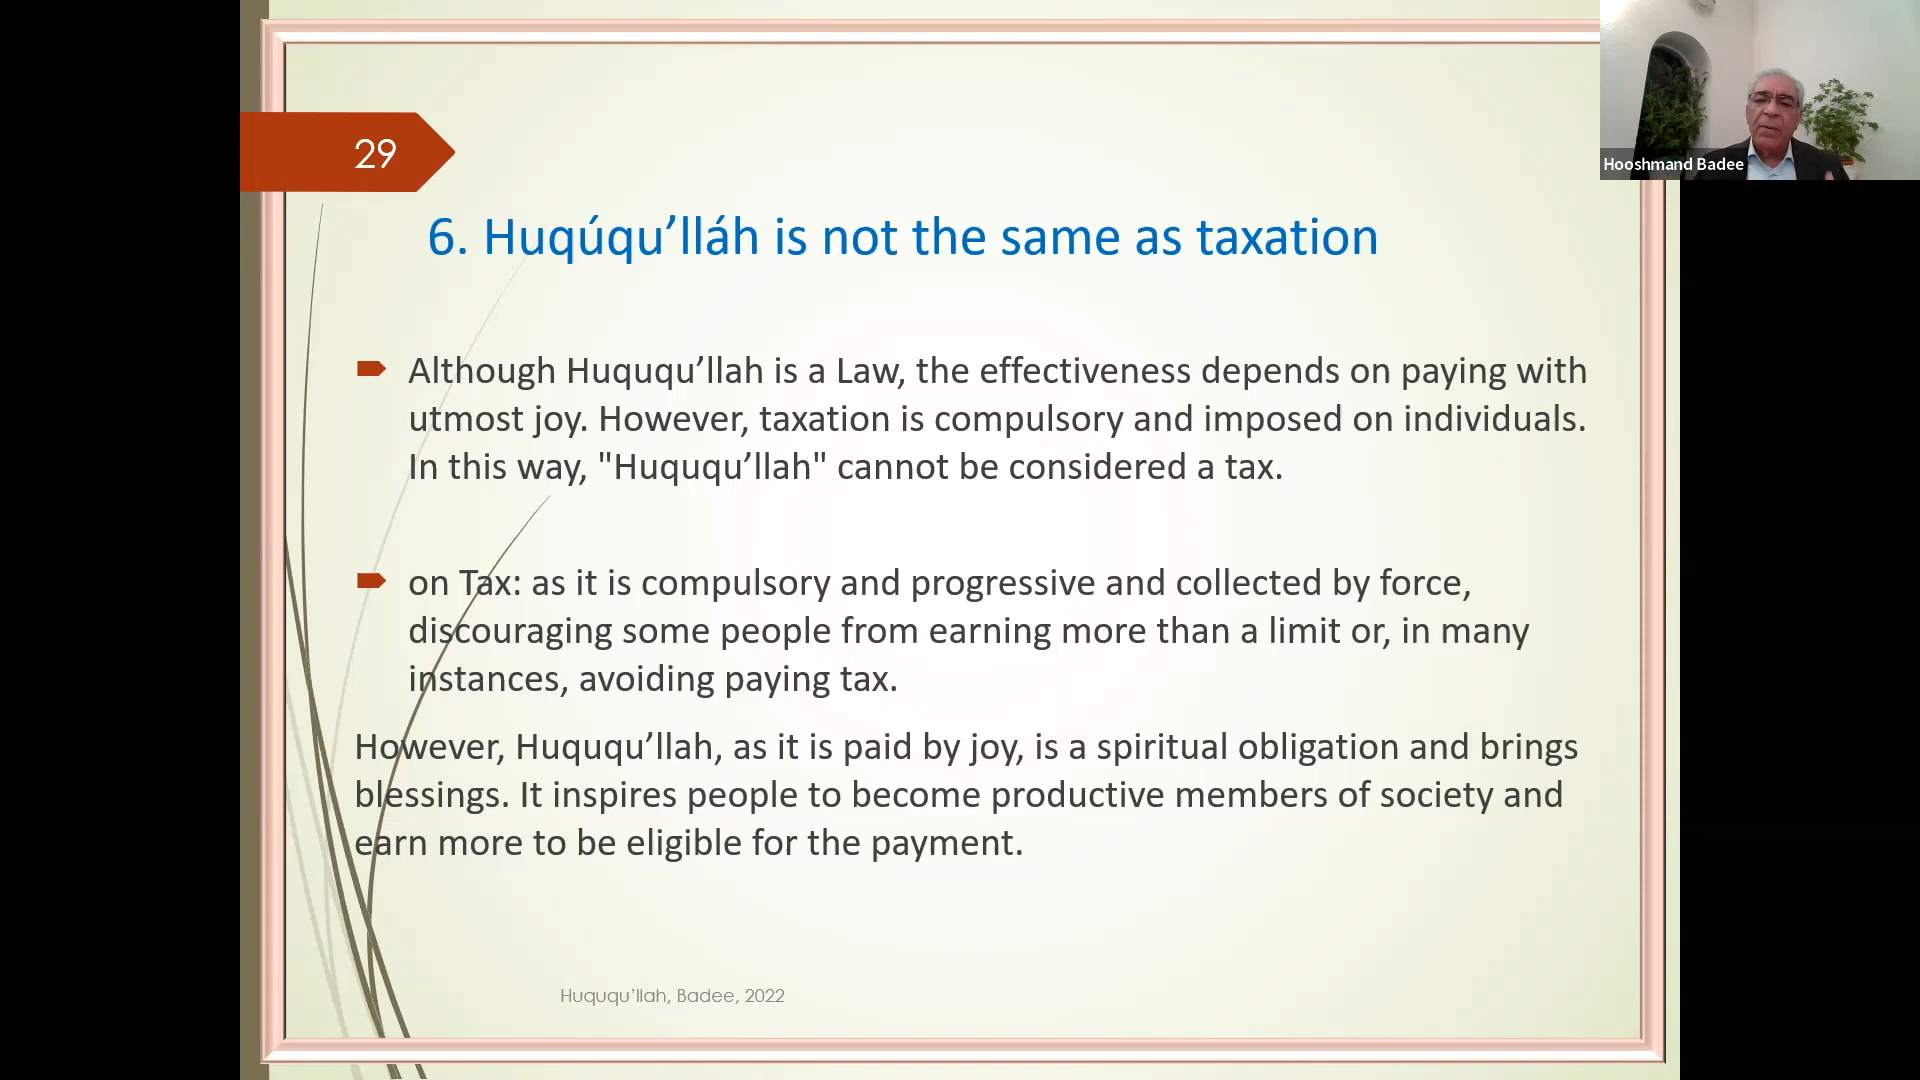 29
Hooshmand Badee
6. Huqúqu’lláh is not the same as taxation
Although Huququ’llah is a Law, the effectiveness depends on paying with
utmost joy. However, taxation is compulsory and imposed on individuals.
In this way, "Huququ’llah" cannot be considered a tax.
on Tax: as it is compulsory and progressive and collected by force,
discouraging some people from earning more than a limit or, in many
instances, avoiding paying tax.
However, Huququ’llah, as it is paid by joy, is a spiritual obligation and brings
blessings. It inspires people to become productive members of society and
earn more to be eligible for the payment.
Huququ’llah, Badee, 2022